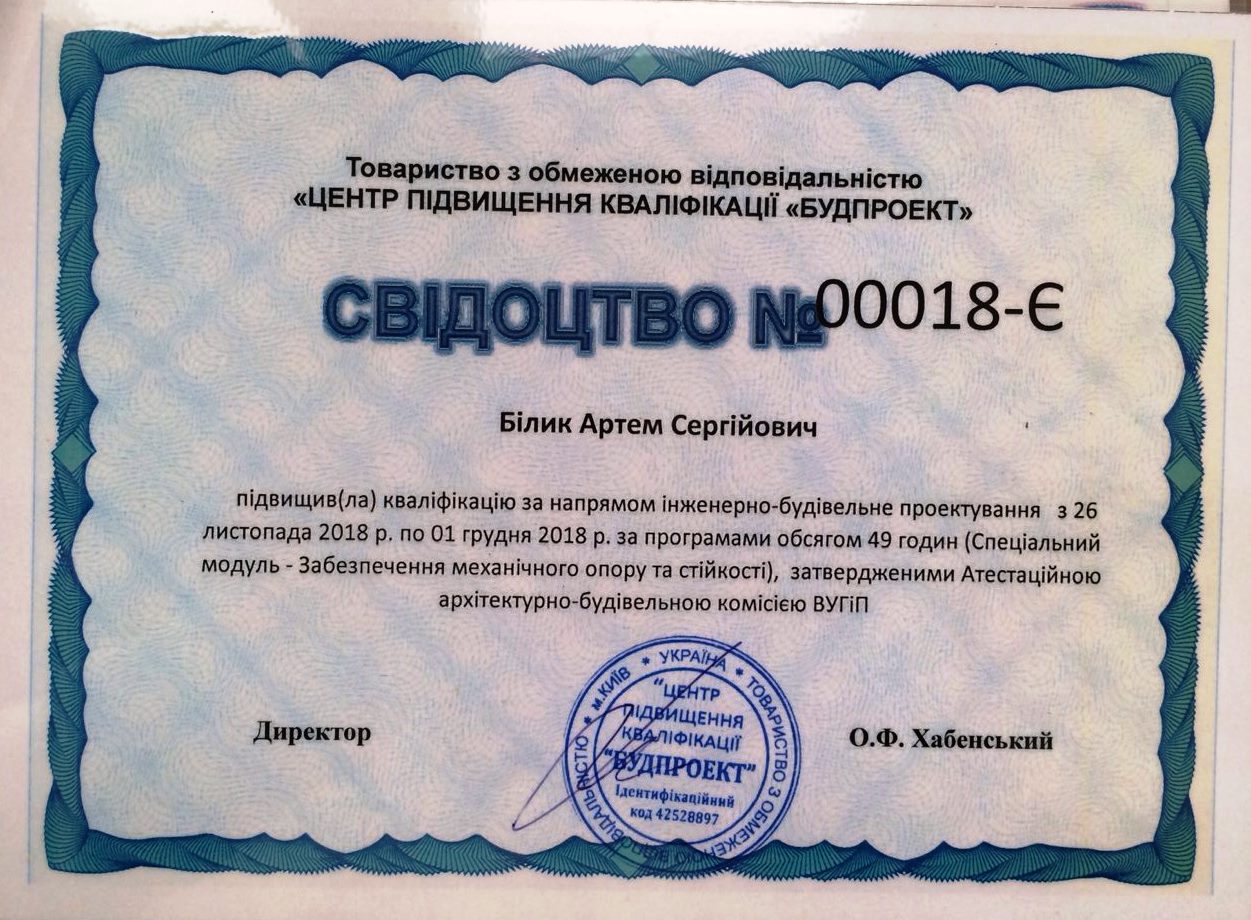 Товариство з обмеженою відповідальністю
«ЦЕНТР ПІДВИЩЕННЯ КВАЛІФІКАЦІЇ «БУДПРОЕКТ»
СВІДОЦТВО №00018-Є
Білик Артем Сергійович
підвищив(ла) кваліфікацію за напрямом інженерно-будівельне проектування з 26
листопада 2018 р. по 01 грудня 2018 р. за програмами обсягом 49 годин (Спеціальний
модуль - Забезпечення механічного опору та стійкості), затвердженими Атестаційною
архітектурно-будівельною комісією ВУГіП
Директор
О.Ф. Хабенський
* м.КИЇВ * УКРАЇНА * ТОВАРИСТВО З ОБМЕЖЕНОЮ ВІДПОВІДАЛЬНІСТЮ
"ЦЕНТР
ПІДВИЩЕННЯ
КВАЛІФІКАЦІЇ
"БУДПРОЕКТ"
Ідентифікаційний
код 42528897